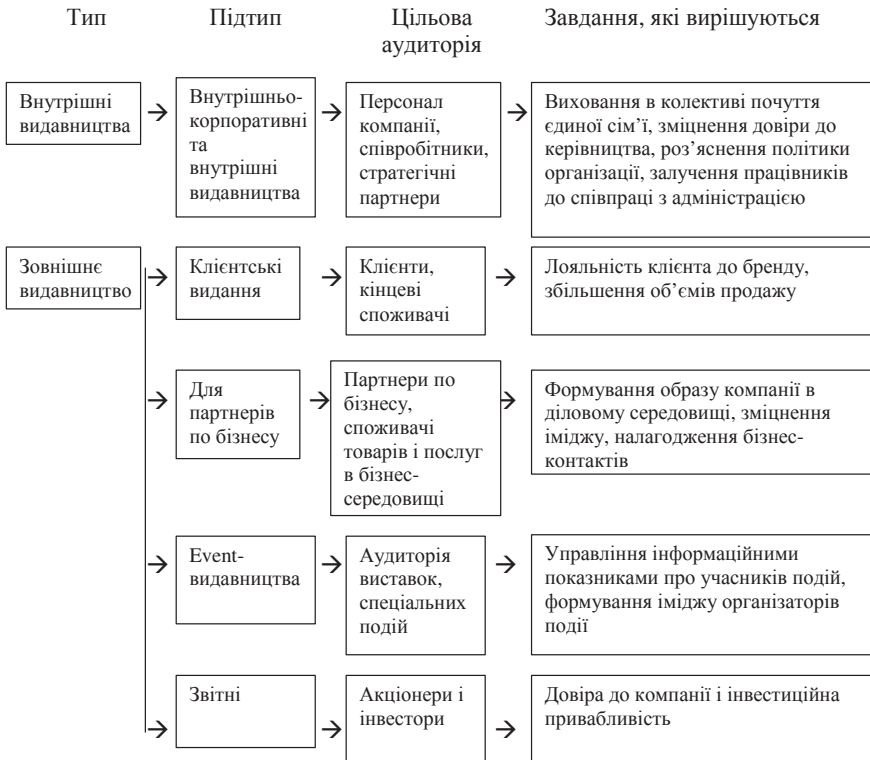 Тип
Підтип
Цільова
аудиторія
Завдання, які вирішуються
Внутрішні
видавництва
→
Внутрішньо-
корпоративні
та
внутрішні
видавництва
→
Персонал
компанії,
співробітники,
стратегічні
партнери
→
Виховання в колективі почуття
єдиної сім’ї, зміцнення довіри до
керівництва, роз’яснення політики
організації, залучення працівників
до співпраці з адміністрацією
Зовнішнє
видавництво
→
Клієнтські
видання
→
Клієнти,
кінцеві
споживачі
→
Лояльність клієнта до бренду,
збільшення об’ємів продажу
→
Для
партнерів
по бізнесу
→
Партнери по
бізнесу,
споживачі
товарів і послуг
в бізнес-
середовищі
→
Формування образу компанії в
діловому середовищі, зміцнення
іміджу, налагодження бізнес-
контактів
→
Event-
видавництва
→
Аудиторія
виставок,
спеціальних
подій
→
Управління інформаційними
показниками про учасників подій,
формування іміджу організаторів
події
→
Звітні
→
Акціонери і
інвестори
→
Довіра до компанії і інвестиційна
привабливість